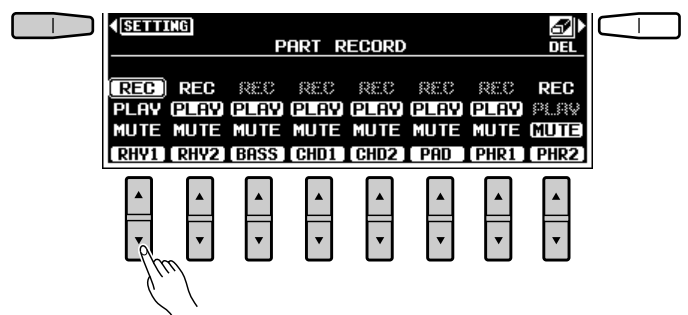 SETTING
PART RECORD DEL
REC REC REC REC REC REC REC REC
PLAY PLAY PLAY PLAY PLAY PLAY PLAY PLAY
MUTE MUTE MUTE MUTE MUTE MUTE MUTE MUTE
RHY1 RHY2 BASS CHD1 CHD2 PAD PHR1 PHR2